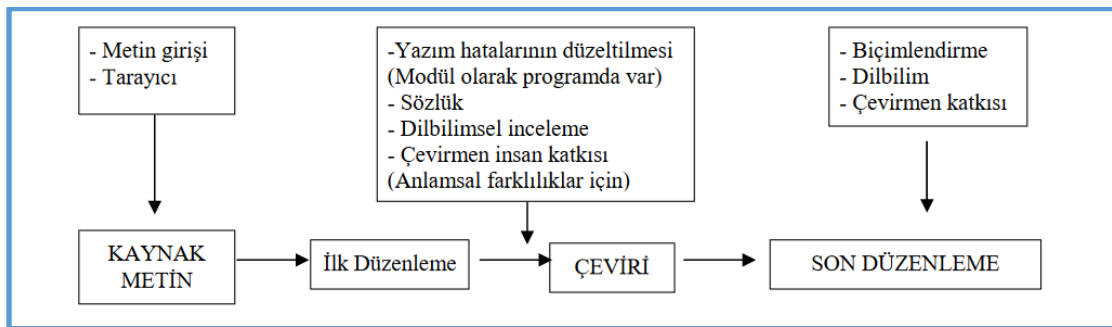 - Metin girişi
- Tarayıcı
-Yazım hatalarının düzeltilmesi
(Modül olarak programda var)
- Sözlük
- Dilbilimsel inceleme
- Çevirmen insan katkısı
(Anlamsal farklılıklar için)
- Biçimlendirme
- Dilbilim
- Çevirmen katkısı
KAYNAK
METİN
İlk Düzenleme
ÇEVİRİ
SON DÜZENLEME